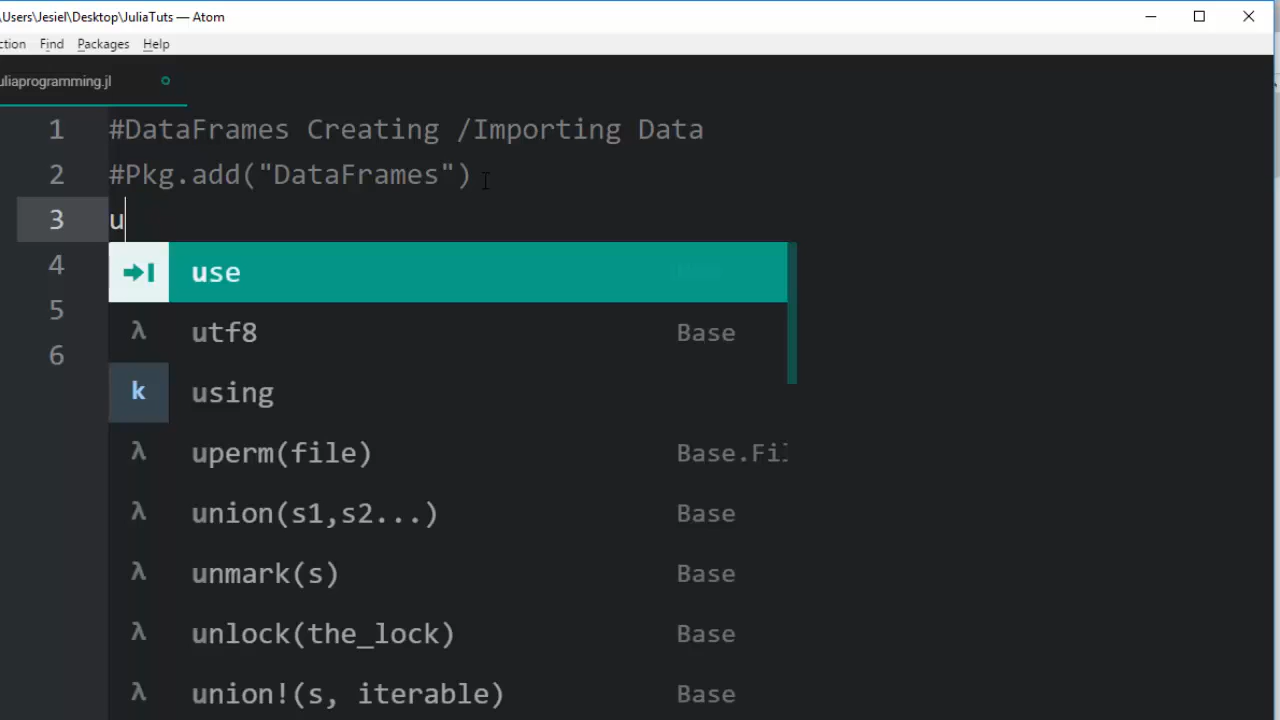 \Users\Jesiel\Desktop\JuliaTuts — Atom
ction Find Packages Help
uliaprogramming.jl
1 #DataFrames Creating /Importing Data
2 #Pkg.add("DataFrames")
3 u
4
5
6
use
λ utf8 Base
k using
λ uperm(file) Base.Fil
λ union(s1,s2...) Base
λ unmark(s) Base
λ unlock(the_lock) Base
λ union!(s, iterable) Base